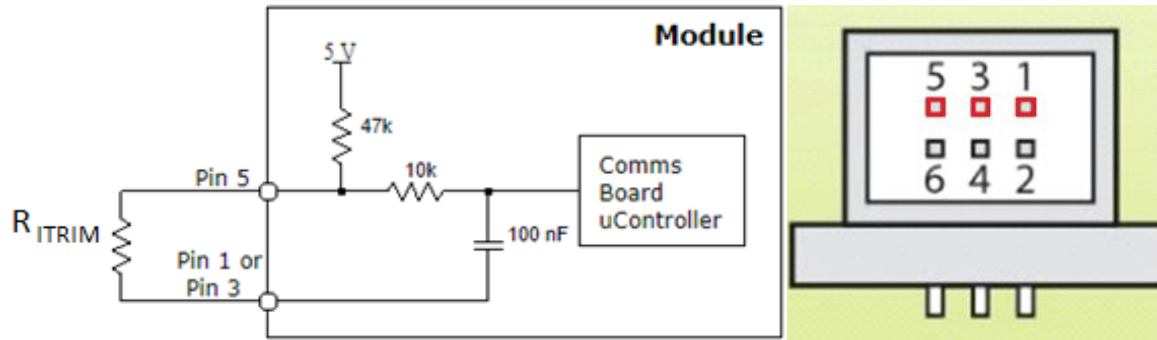 Module
5 V
47k
10k
Pin 5
R ITRIM
Pin 1 or
Pin 3
100 nF
Comms
Board
uController
5 3 1
6 4 2